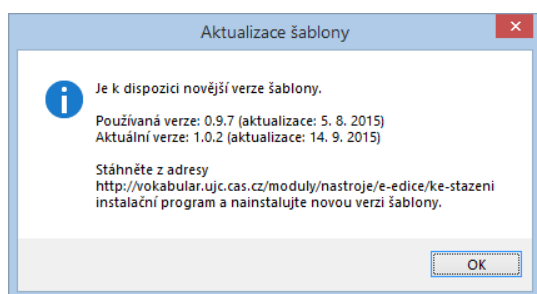 Aktualizace šablony
Je k dispozici novější verze šablony.
Používaná verze: 0.9.7 (aktualizace: 5. 8. 2015)
Aktuální verze: 1.0.2 (aktualizace: 14. 9. 2015)
Stáhněte z adresy
http://vokabular.ujc.cas.cz/moduly/nastroje/e-edice/ke-stazeni
instalační program a nainstalujte novou verzi šablony.
OK